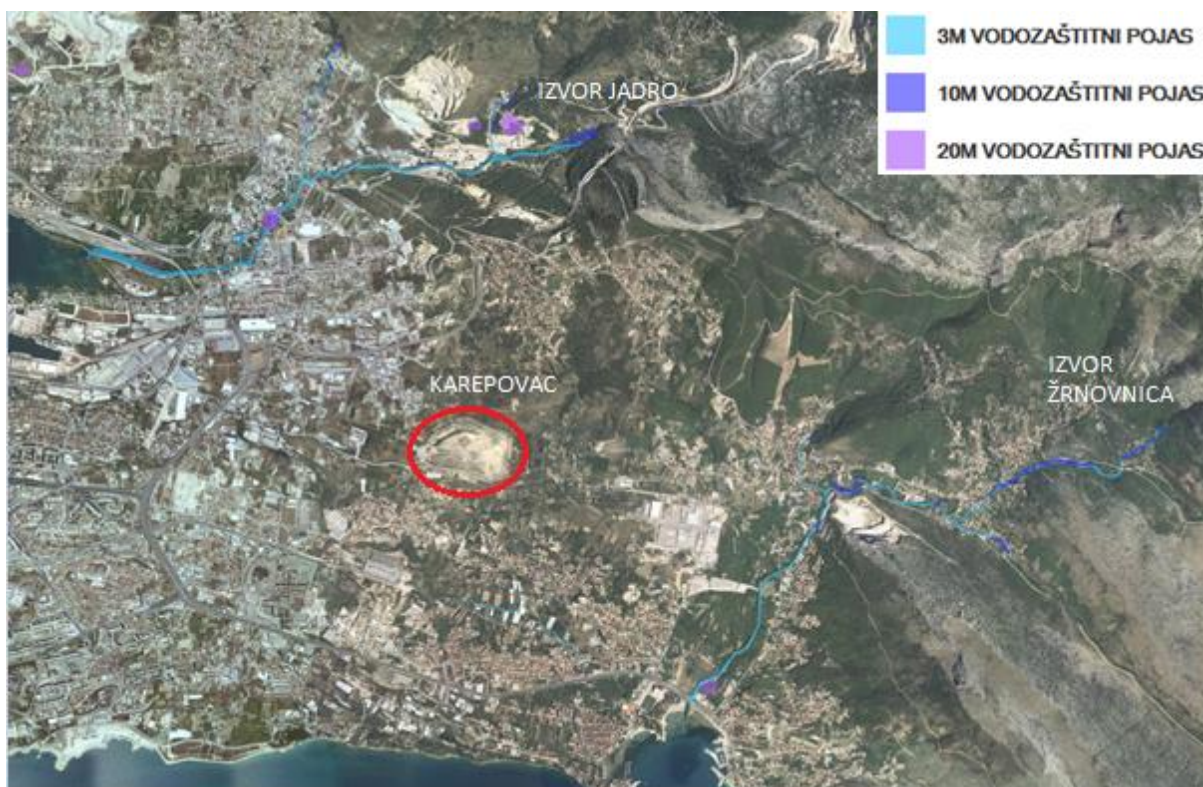 3M VODOZAŠTITNI POJAS
10M VODOZAŠTITNI POJAS
20M VODOZAŠTITNI POJAS
IZVOR JADRO
KAREPOVAC
IZVOR
ŽRNOVNICA